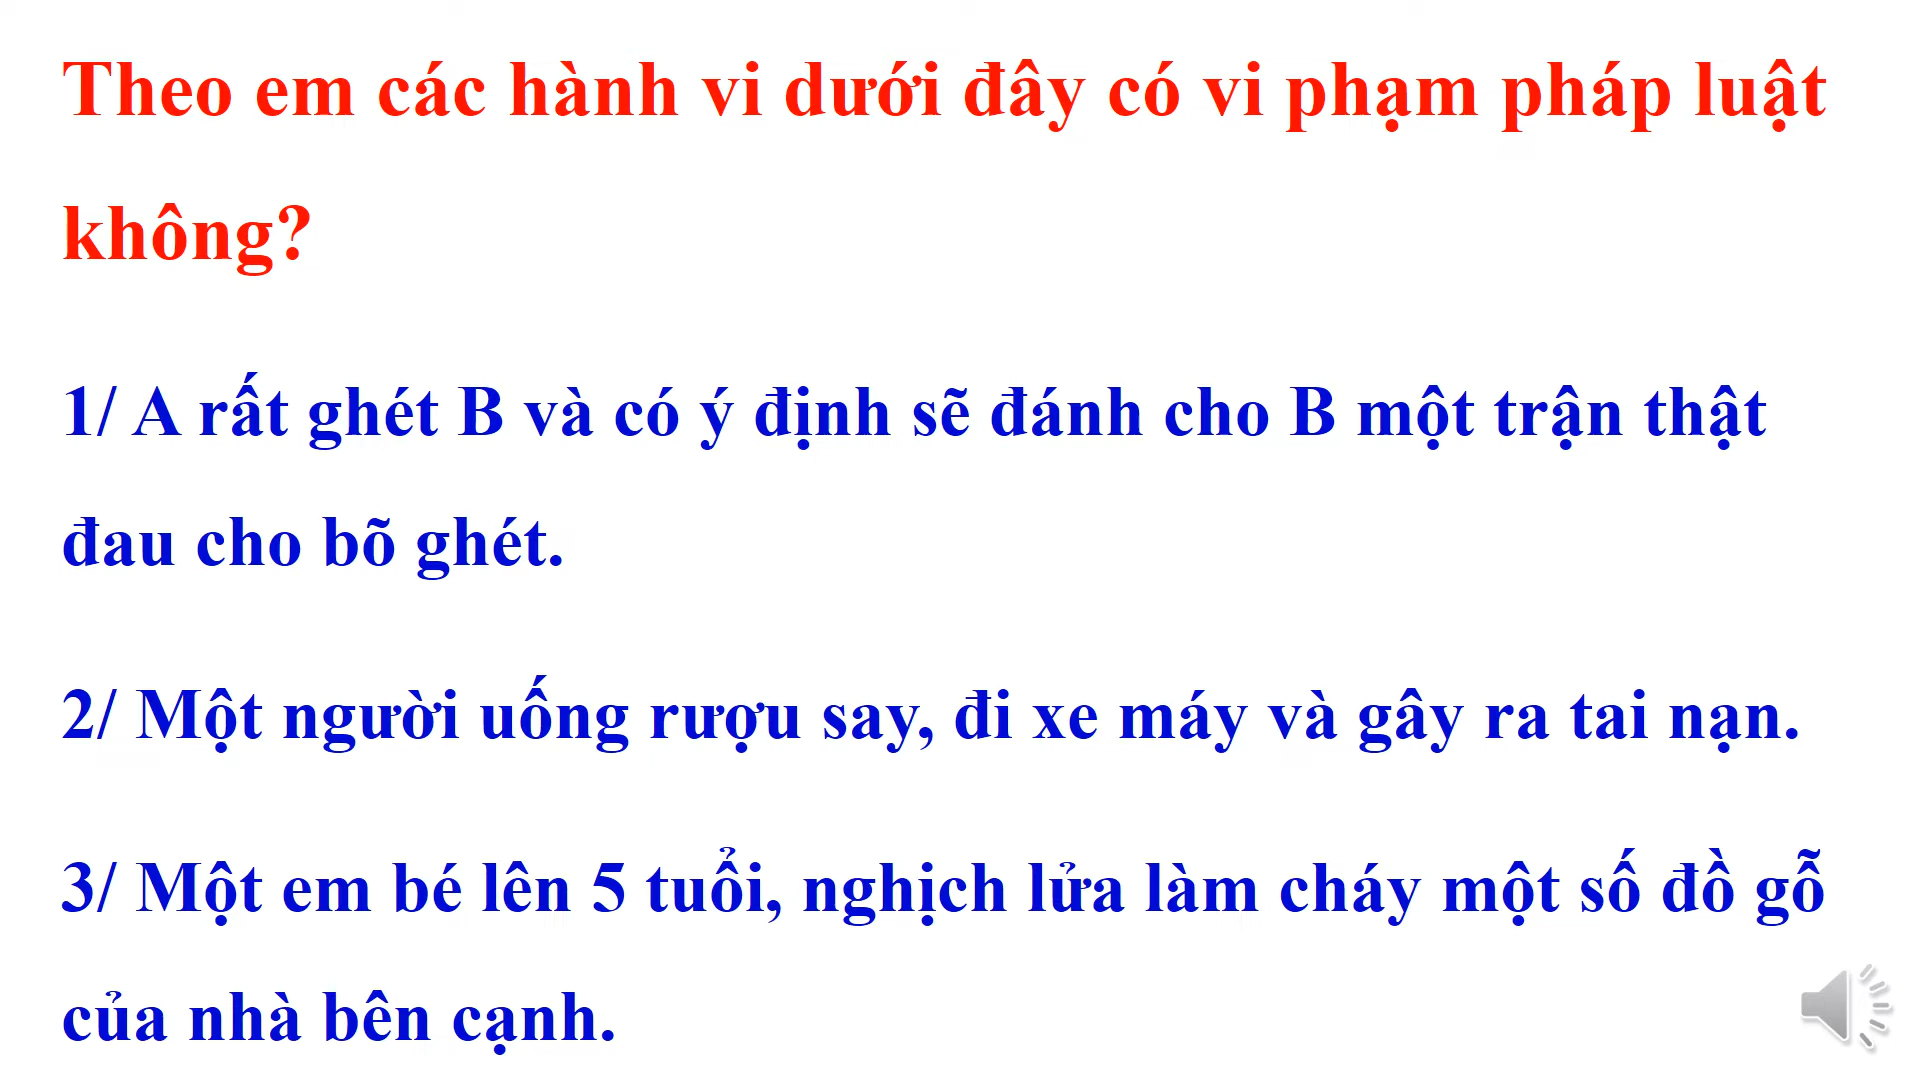 Theo em các hành vi dưới đây có vi phạm pháp luật
không?
1/ A rất ghét B và có ý định sẽ đánh cho B một trận thật
đau cho bõ ghét.
2/ Một người uống rượu say, đi xe máy và gây ra tai nạn.
3/ Một em bé lên 5 tuổi, nghịch lửa làm cháy một số đồ gỗ
của nhà bên cạnh.